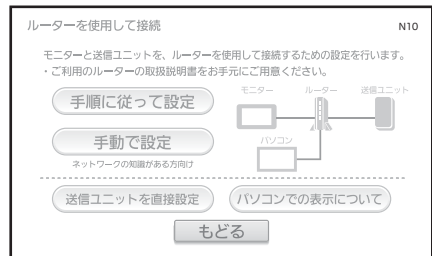 ルーターを使用して接続
N10
モニターと送信ユニットを、ルーターを使用して接続するための設定を行います。
・ご利用のルーターの取扱説明書をお手元にご用意ください。
手順に従って設定
モニター
ルーター
送信ユニット
手動で設定
パソコン
ネットワークの知識がある方向け
送信ユニットを直接設定
パソコンでの表示について
もどる